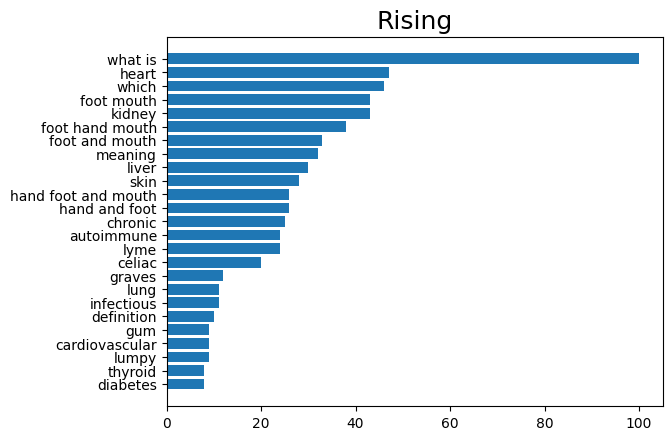 Rising
what is
heart
which
foot mouth
kidney
foot hand mouth
foot and mouth
meaning
liver
skin
hand foot and mouth
hand and foot
chronic
autoimmune
lyme
celiac
graves
lung
infectious
definition
gum
cardiovascular
lumpy
thyroid
diabetes
0 20 40 60 80 100